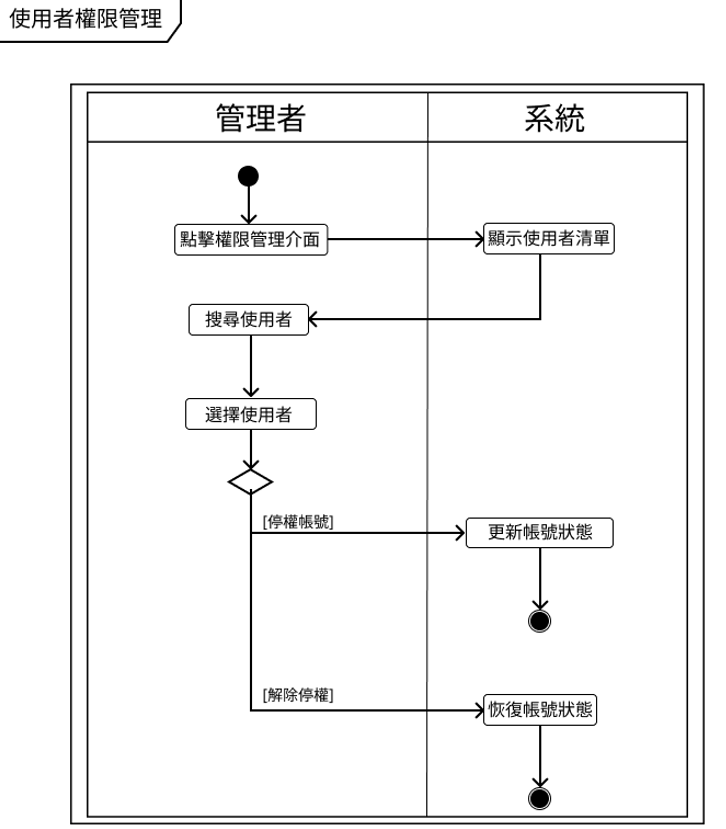 使用者權限管理
管理者
系統
點擊權限管理介面
顯示使用者清單
搜尋使用者
選擇使用者
[停權帳號]
更新帳號狀態
[解除停權]
恢復帳號狀態